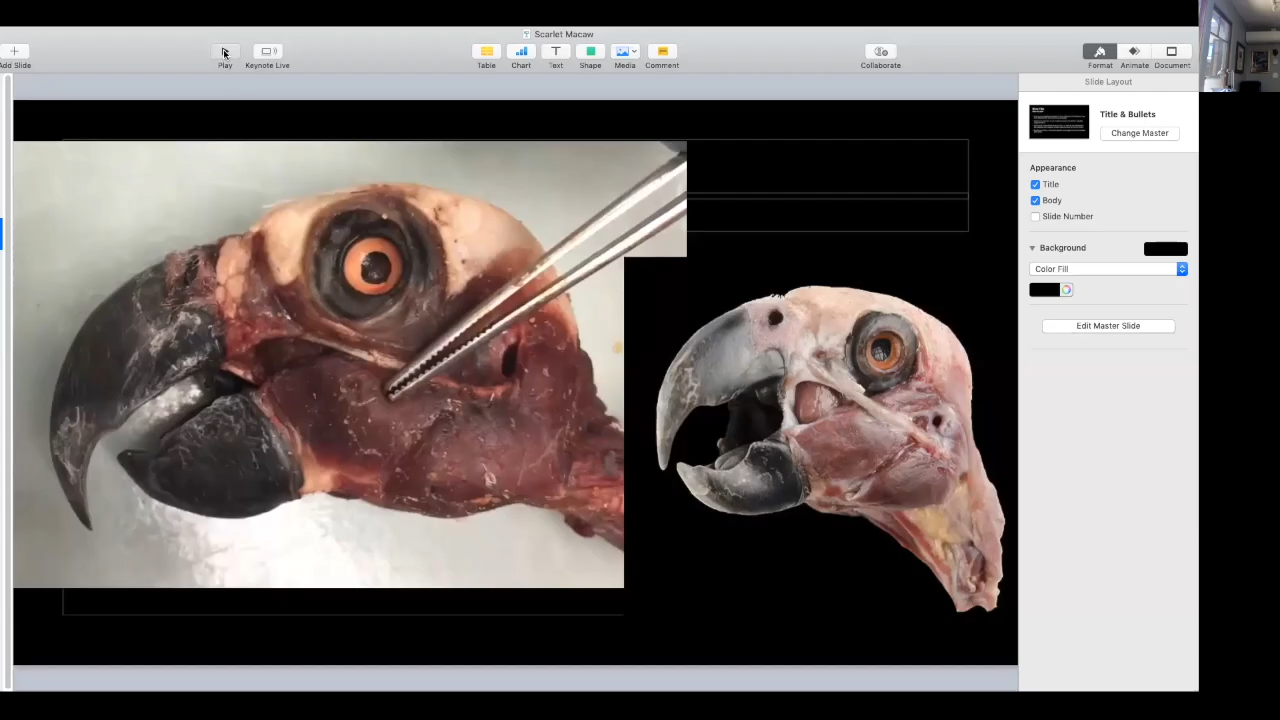 Scarlet Macaw
Add Slide
Play
Keynote Live
Table
Chart
Text
Shape
Media
Comment
Collaborate
Format
Animate
Document
Slide Layout
Title & Bullets
Change Master
Appearance
Title
Body
Slide Number
Background
Color Fill
Edit Master Slide